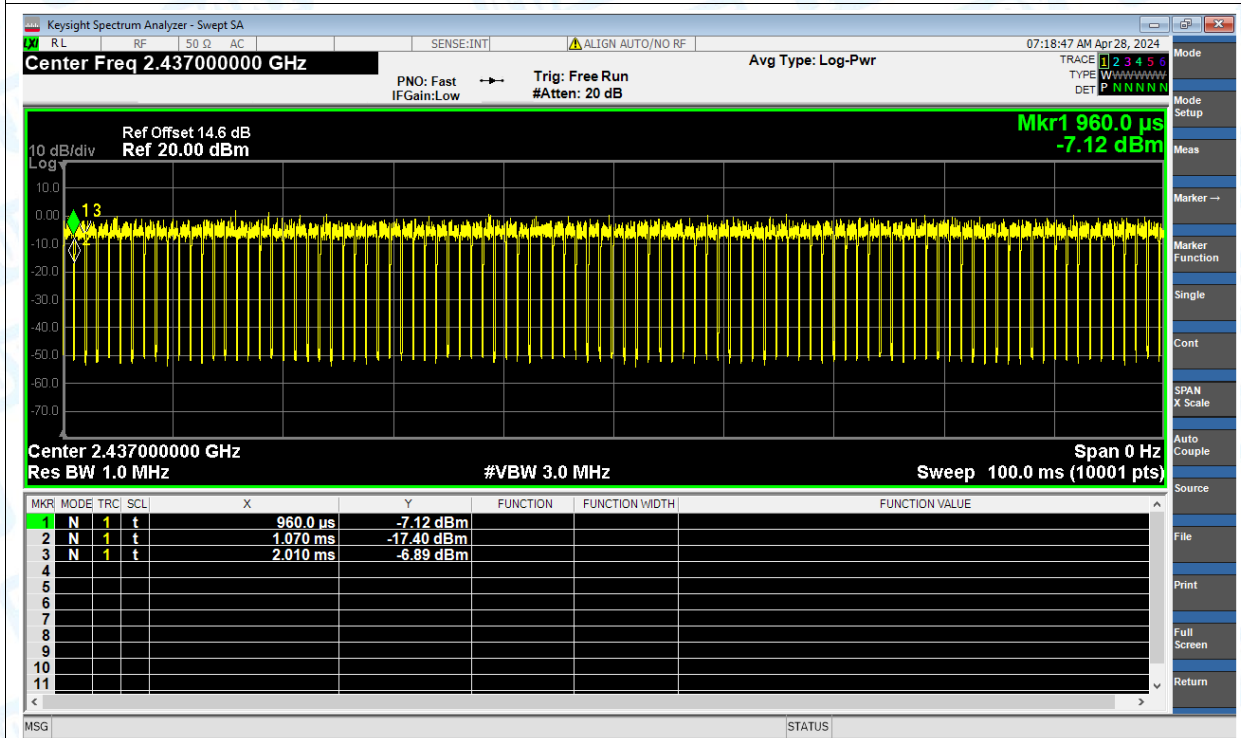 Keysight Spectrum Analyzer - Swept SA
LXI RL RF 50 Ω AC SENSE:INT ALIGN AUTO/NO RF 07:18:47 AM Apr 28, 2024
Center Freq 2.437000000 GHz
PNO: Fast
IFGain:Low
Trig: Free Run
#Atten: 20 dB
Avg Type: Log-Pwr
TRACE 1 2 3 4 5 6
TYPE WWWWWW
DET P N N N N N
Mkr1 960.0 µs
-7.12 dBm
Ref Offset 14.6 dB
10 dB/div Ref 20.00 dBm
Log
10.0
0.00
-10.0
-20.0
-30.0
-40.0
-50.0
-60.0
-70.0
1 3
2
Center 2.437000000 GHz Span 0 Hz
Res BW 1.0 MHz #VBW 3.0 MHz Sweep 100.0 ms (10001 pts)
MKR MODE TRC SCL X Y FUNCTION FUNCTION WIDTH FUNCTION VALUE
1 N 1 t 960.0 µs -7.12 dBm
2 N 1 t 1.070 ms -17.40 dBm
3 N 1 t 2.010 ms -6.89 dBm
4
5
6
7
8
9
10
11
MSG STATUS
Mode
Mode
Setup
Meas
Marker →
Marker
Function
Single
Cont
SPAN
X Scale
Auto
Couple
Source
File
Print
Full
Screen
Return